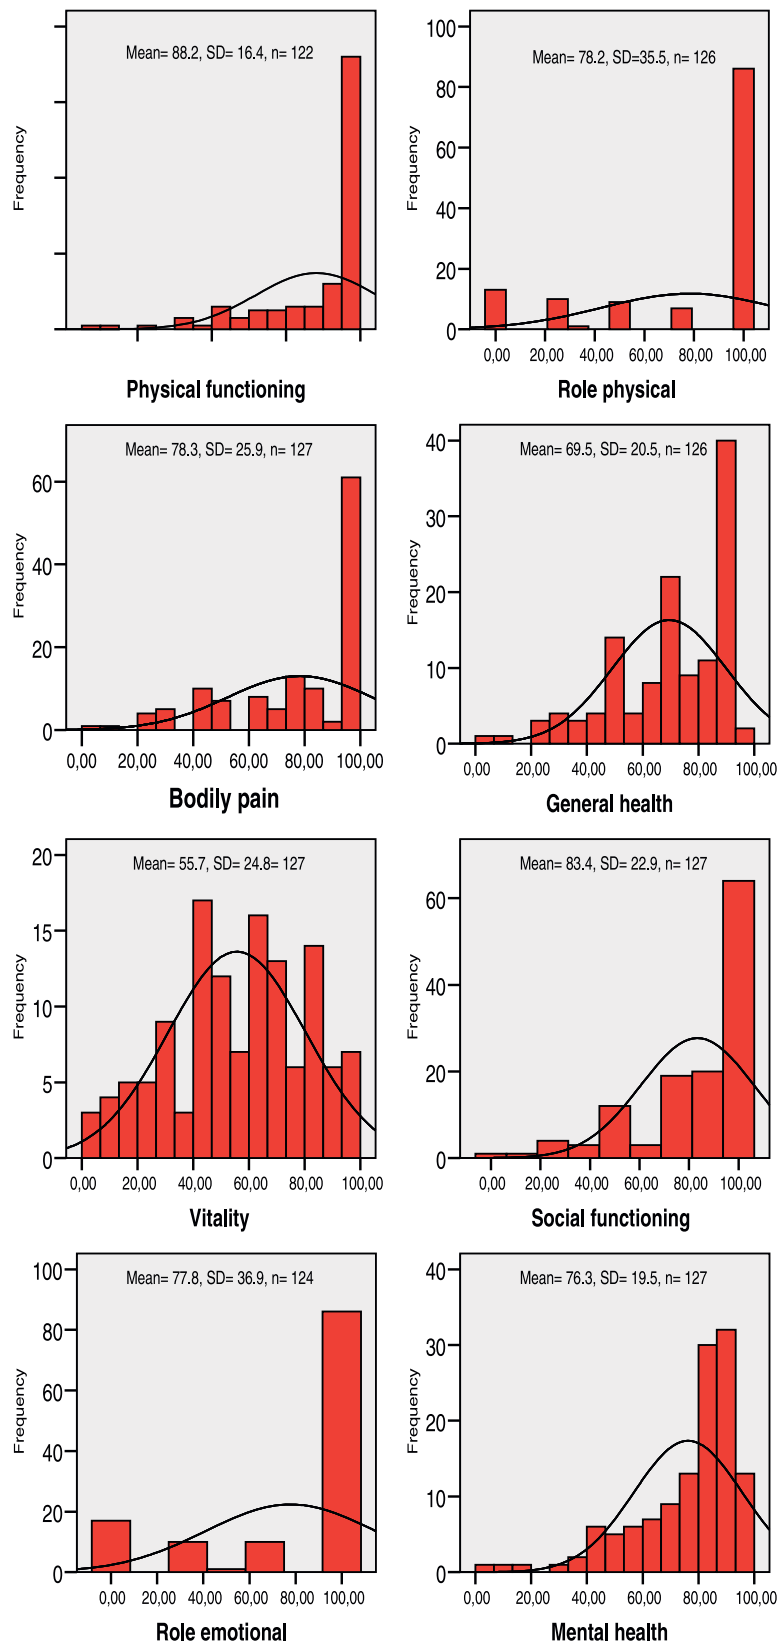 Mean= 88.2, SD= 16.4, n= 122
Frequency
Physical functioning
100
80
60
40
20
0
Mean= 78.2, SD=35.5, n= 126
Frequency
0,00 20,00 40,00 60,00 80,00 100,00
Role physical
60
40
20
0
Mean= 78.3, SD= 25.9, n= 127
Frequency
0,00 20,00 40,00 60,00 80,00 100,00
Bodily pain
40
30
20
10
0
Mean= 69.5, SD= 20.5, n= 126
Frequency
0,00 20,00 40,00 60,00 80,00 100,00
General health
20
15
10
5
0
Mean= 55.7, SD= 24.8= 127
Frequency
0,00 20,00 40,00 60,00 80,00 100,00
Vitality
60
40
20
0
Mean= 83.4, SD= 22.9, n= 127
Frequency
0,00 20,00 40,00 60,00 80,00 100,00
Social functioning
100
80
60
40
20
0
Mean= 77.8, SD= 36.9, n= 124
Frequency
0,00 20,00 40,00 60,00 80,00 100,00
Role emotional
40
30
20
10
0
Mean= 76.3, SD= 19.5, n= 127
Frequency
0,00 20,00 40,00 60,00 80,00 100,00
Mental health